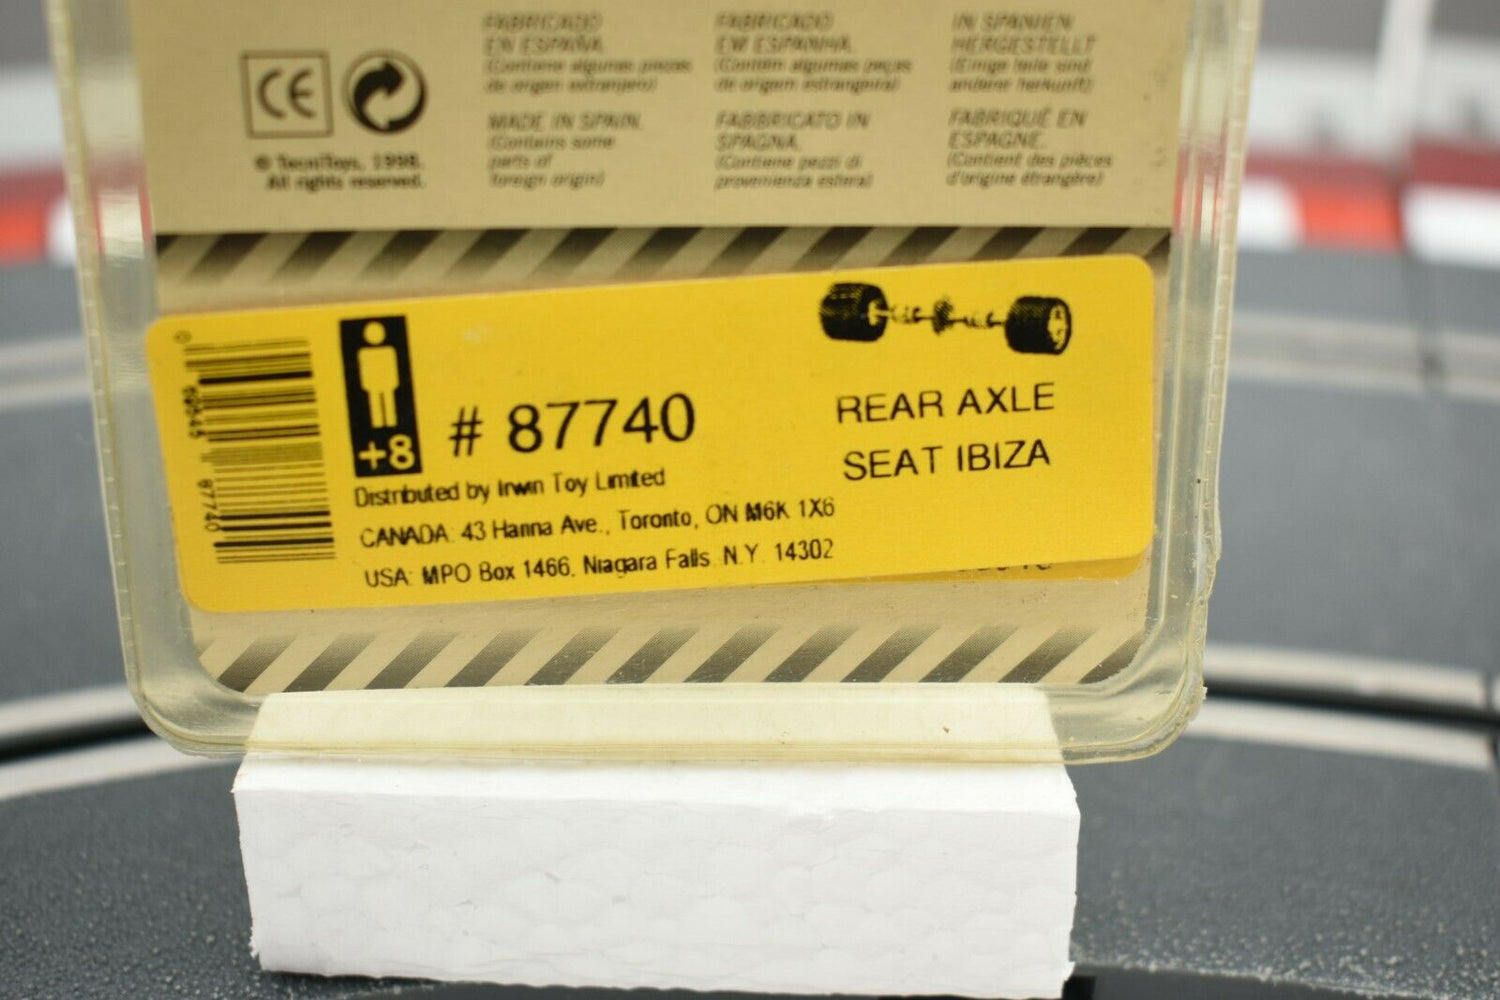 CE
© TecniToys, 1998.
All rights reserved.
FABRICADO
EN ESPAÑA.
(Contiene algunas piezas
de origen extranjero)
MADE IN SPAIN.
(Contains some
parts of
foreign origin)
FABRICADO
EM ESPANHA.
(Contém algumas peças
de origem estrangeira)
FABBRICATO IN
SPAGNA.
(Contiene pezzi di
provenienza estera)
IN SPANIEN
HERGESTELLT
(Einige teile sind
anderer herkunft)
FABRIQUÉ EN
ESPAGNE.
(Contient des pièces
d'origine étrangère)
0 69545 87740
+8
# 87740
REAR AXLE
SEAT IBIZA
Distributed by Irwin Toy Limited
CANADA: 43 Hanna Ave., Toronto, ON M6K 1X6
USA: MPO Box 1466, Niagara Falls, N.Y. 14302